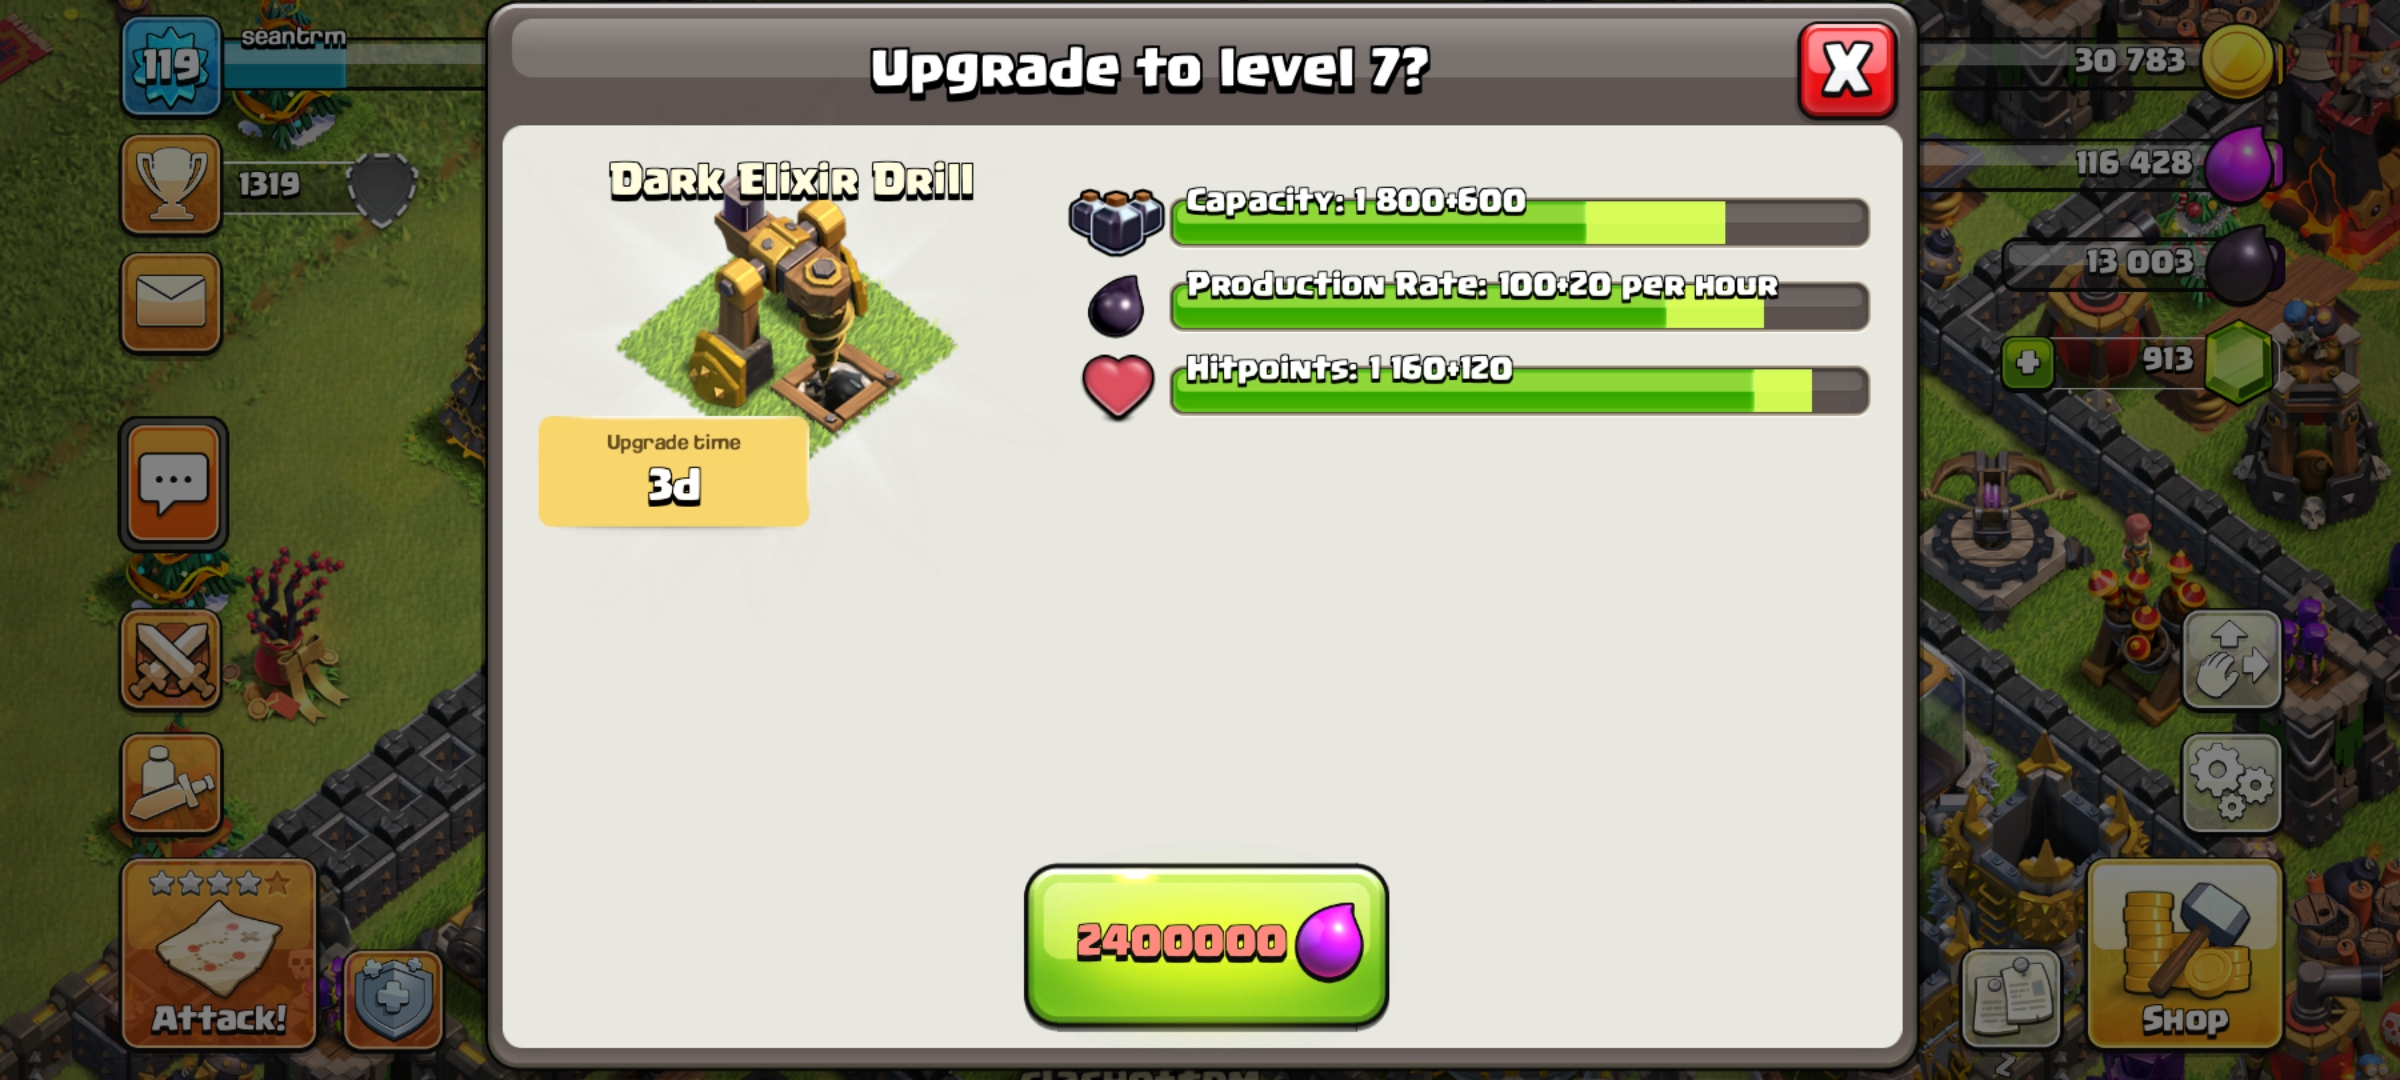 Upgrade to level 7?
X
119
seantrm
1319
30 783
116 428
13 003
913
Dark Elixir Drill
Capacity: 1 800+600
Production Rate: 100+20 per Hour
Hitpoints: 1 160+120
Upgrade time
3d
2400000
Attack!
Shop
z